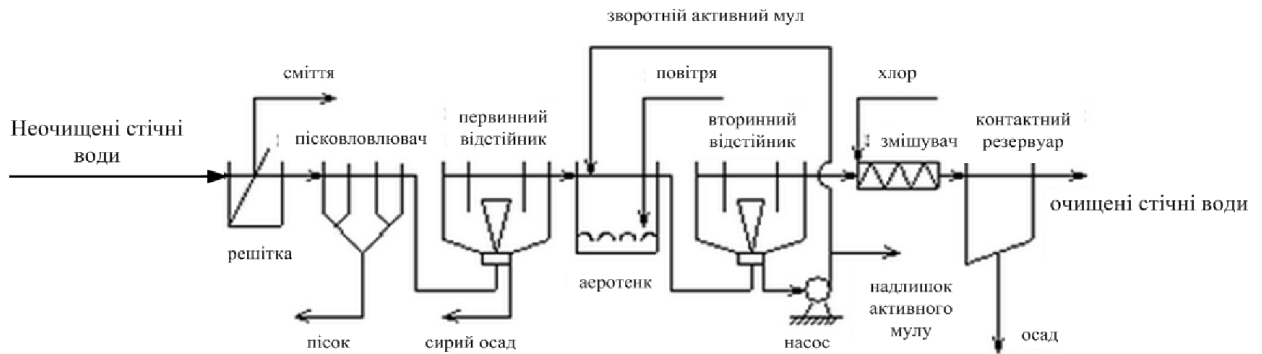 зворотній активний мул
сміття
повітря
хлор
Неочищені стічні
води
пісковловлювач
первинний
відстійник
вторинний
відстійник
змішувач
контактний
резервуар
очищені стічні води
решітка
аеротенк
надлишок
активного
мулу
пісок
сирий осад
насос
осад